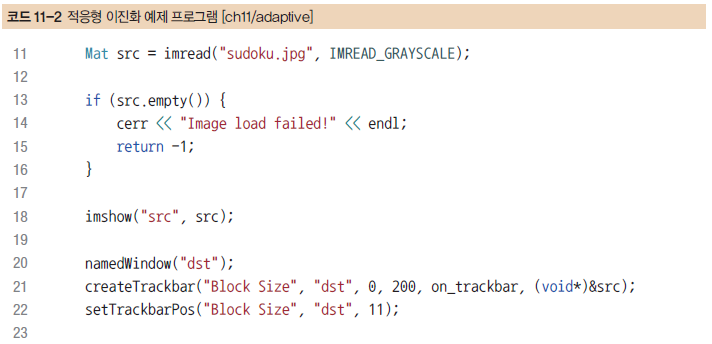 코드 11-2 적응형 이진화 예제 프로그램 [ch11/adaptive]
11 Mat src = imread("sudoku.jpg", IMREAD_GRAYSCALE);
12
13 if (src.empty()) {
14 cerr << "Image load failed!" << endl;
15 return -1;
16 }
17
18 imshow("src", src);
19
20 namedWindow("dst");
21 createTrackbar("Block Size", "dst", 0, 200, on_trackbar, (void*)&src);
22 setTrackbarPos("Block Size", "dst", 11);
23